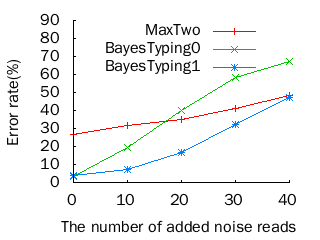 90
80
70
60
50
40
30
20
10
0
Error rate(%)
MaxTwo
BayesTyping0
BayesTyping1
0 10 20 30 40
The number of added noise reads